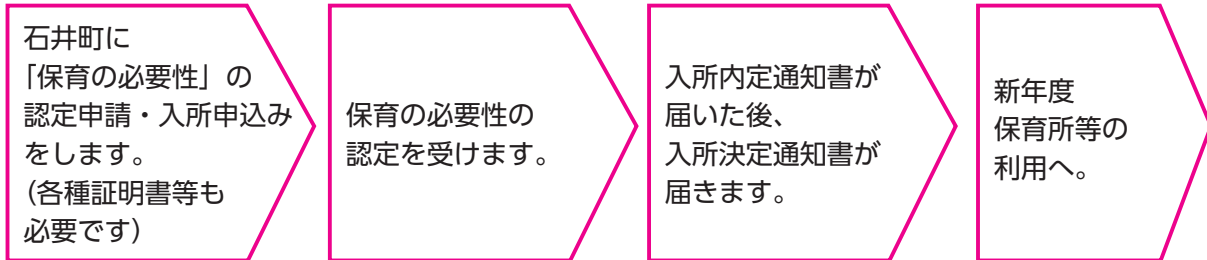 石井町に
「保育の必要性」の
認定申請・入所申込み
をします。
(各種証明書等も
必要です)
保育の必要性の
認定を受けます。
入所内定通知書が
届いた後、
入所決定通知書が
届きます。
新年度
保育所等の
利用へ。